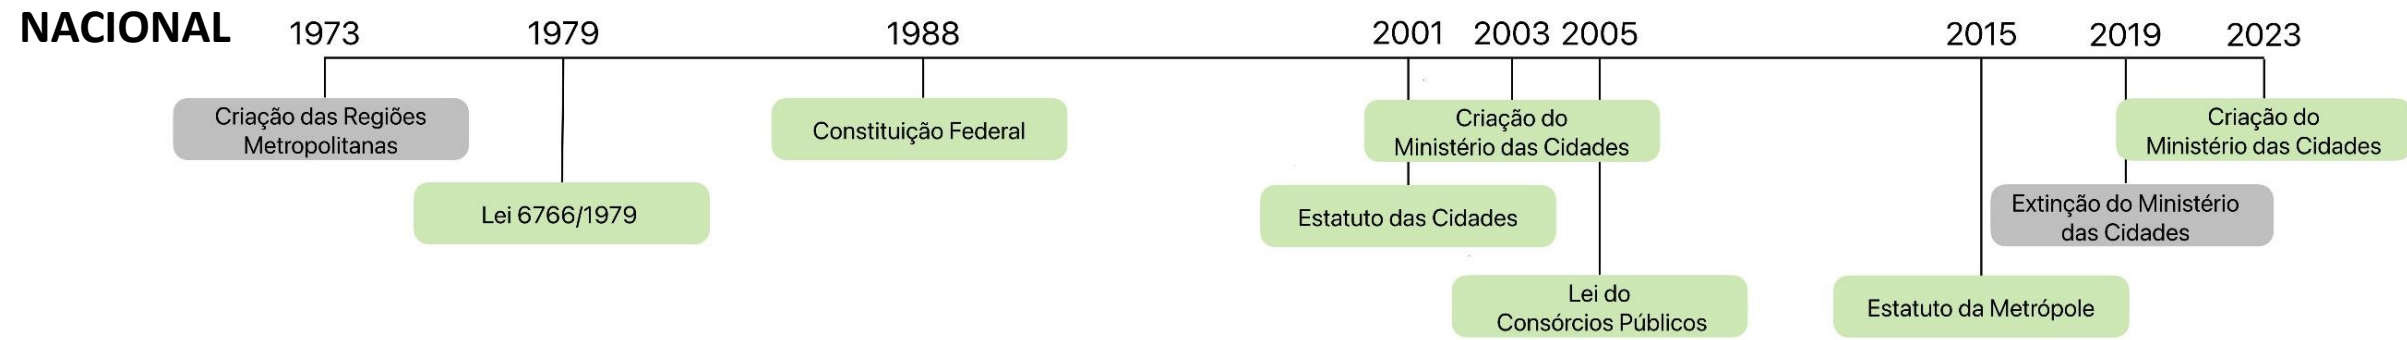 NACIONAL
1973 1979 1988 2001 2003 2005 2015 2019 2023
Criação das Regiões
Metropolitanas
Lei 6766/1979
Constituição Federal
Criação do
Ministério das Cidades
Estatuto das Cidades
Lei do
Consórcios Públicos
Estatuto da Metrópole
Extinção do Ministério
das Cidades
Criação do
Ministério das Cidades